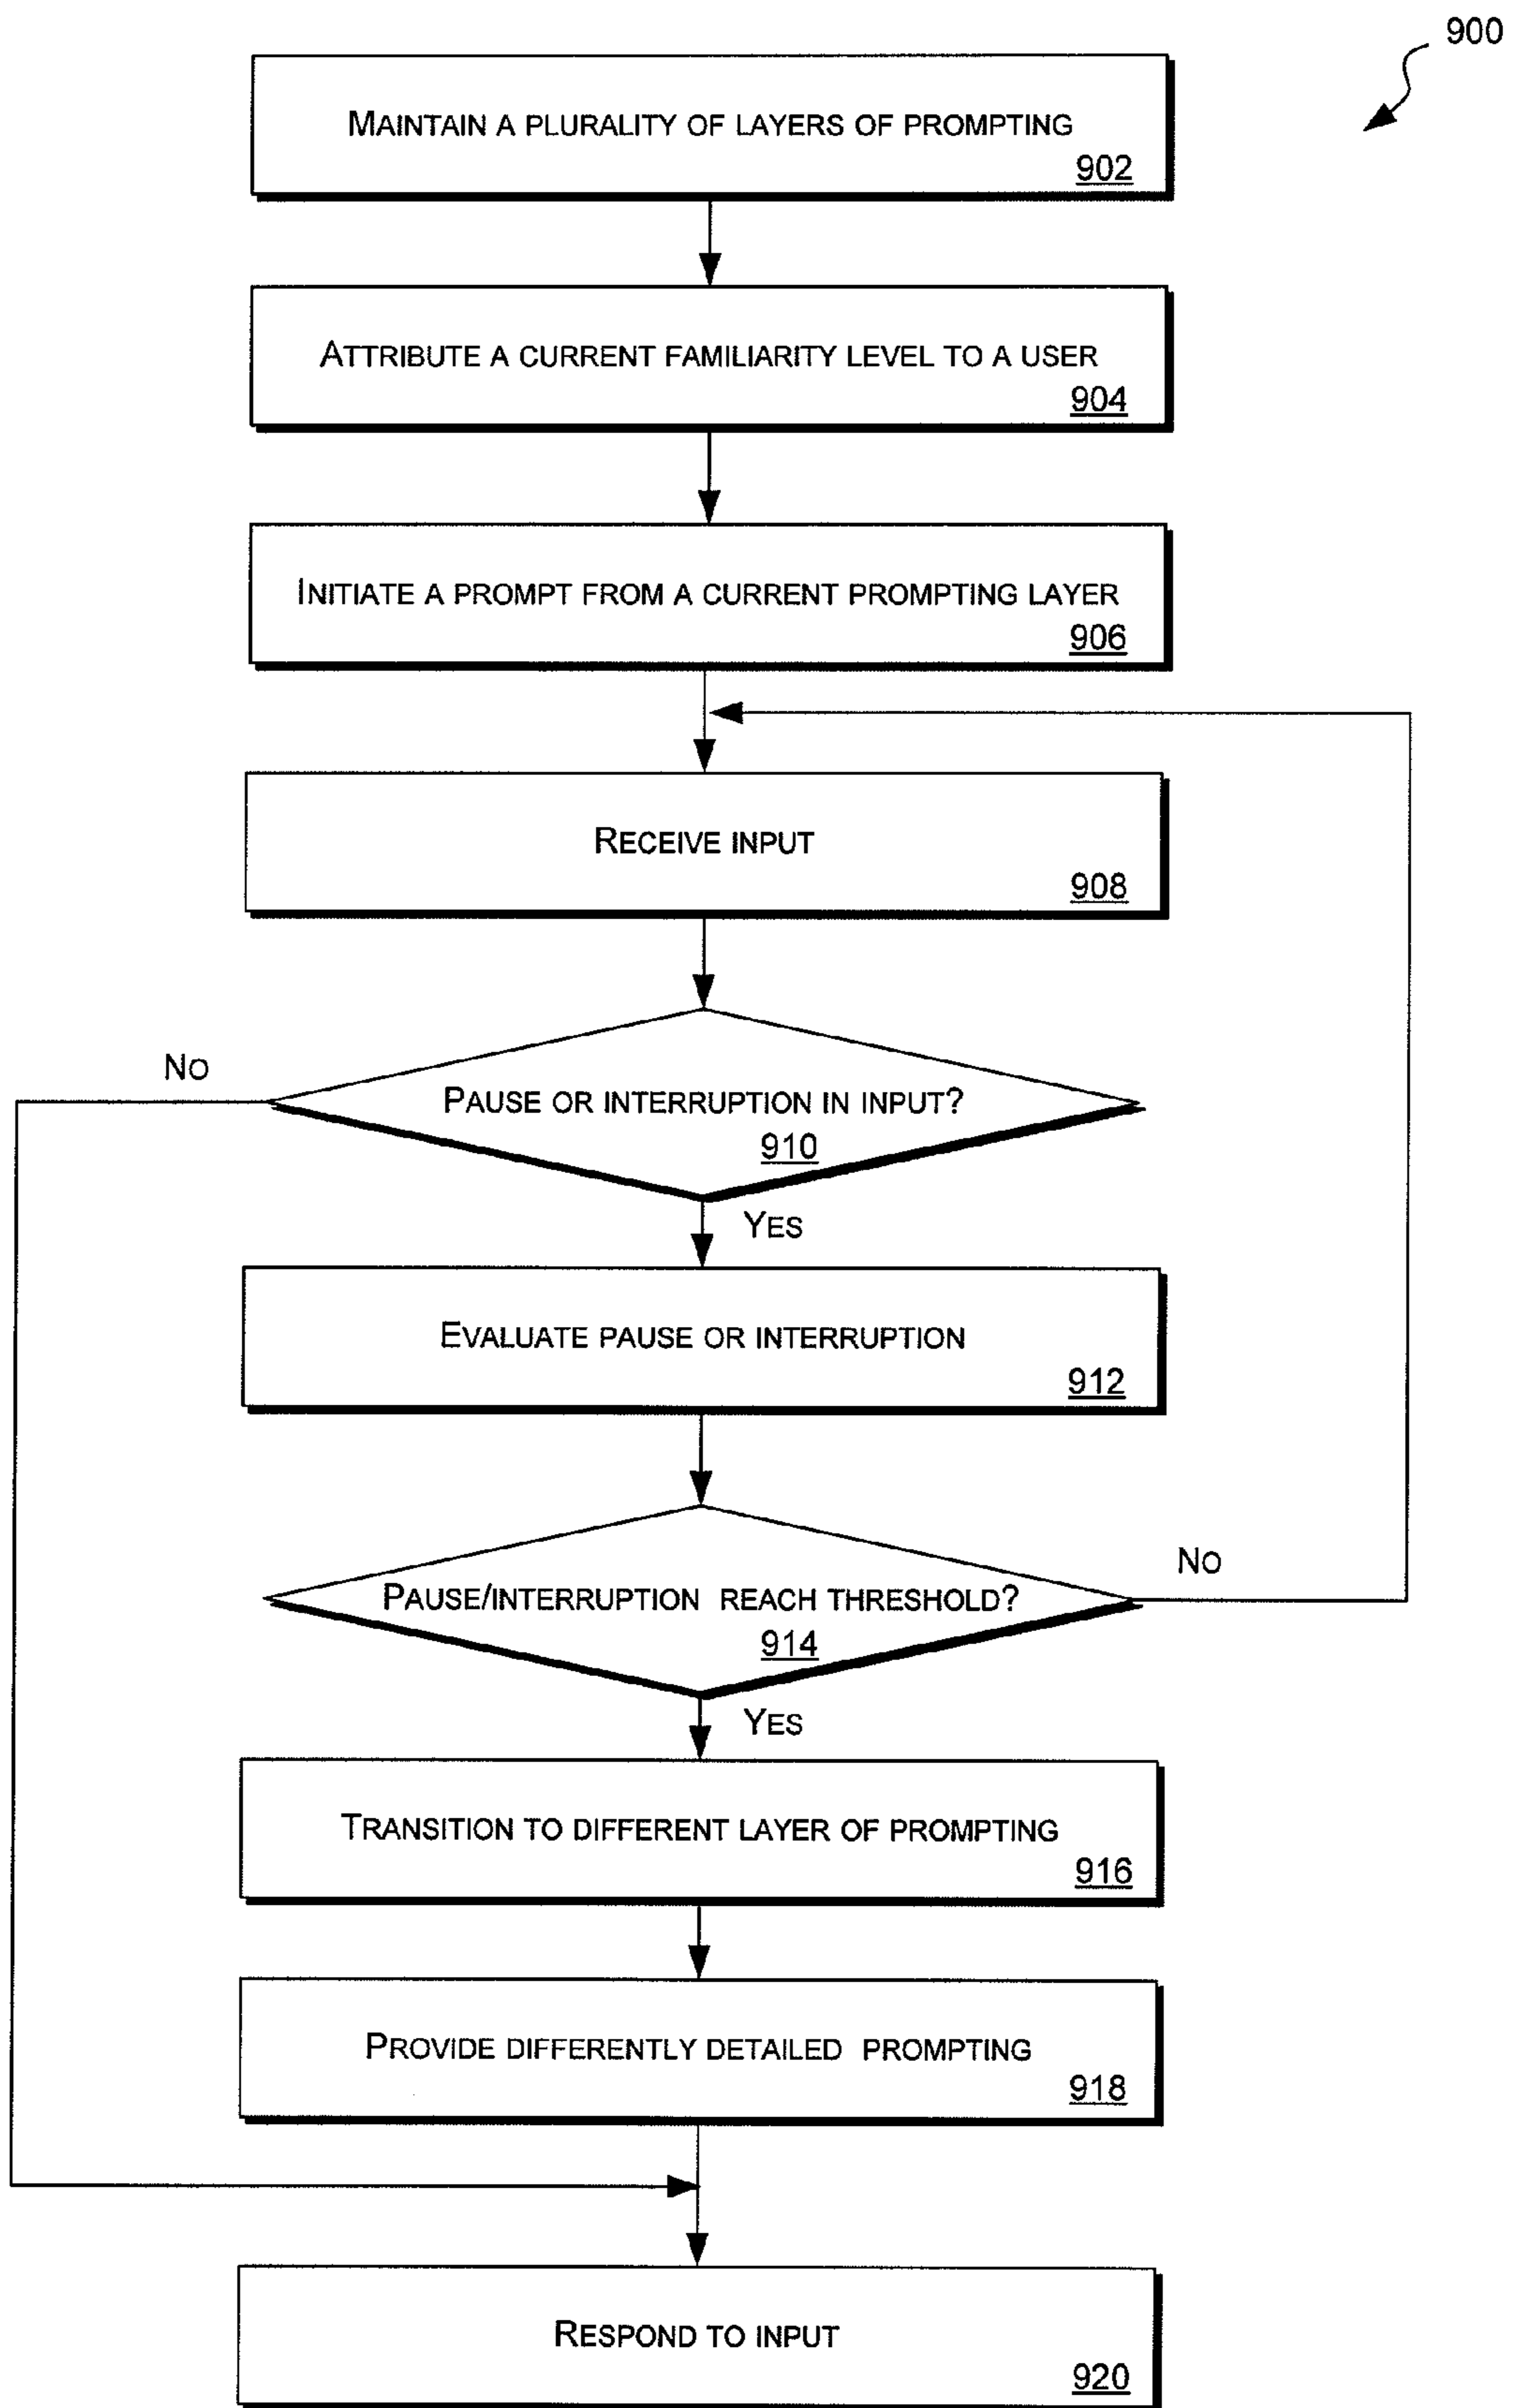 900
MAINTAIN A PLURALITY OF LAYERS OF PROMPTING
902
ATTRIBUTE A CURRENT FAMILIARITY LEVEL TO A USER
904
INITIATE A PROMPT FROM A CURRENT PROMPTING LAYER
906
RECEIVE INPUT
908
NO
PAUSE OR INTERRUPTION IN INPUT?
910
YES
EVALUATE PAUSE OR INTERRUPTION
912
NO
PAUSE/INTERRUPTION REACH THRESHOLD?
914
YES
TRANSITION TO DIFFERENT LAYER OF PROMPTING
916
PROVIDE DIFFERENTLY DETAILED PROMPTING
918
RESPOND TO INPUT
920